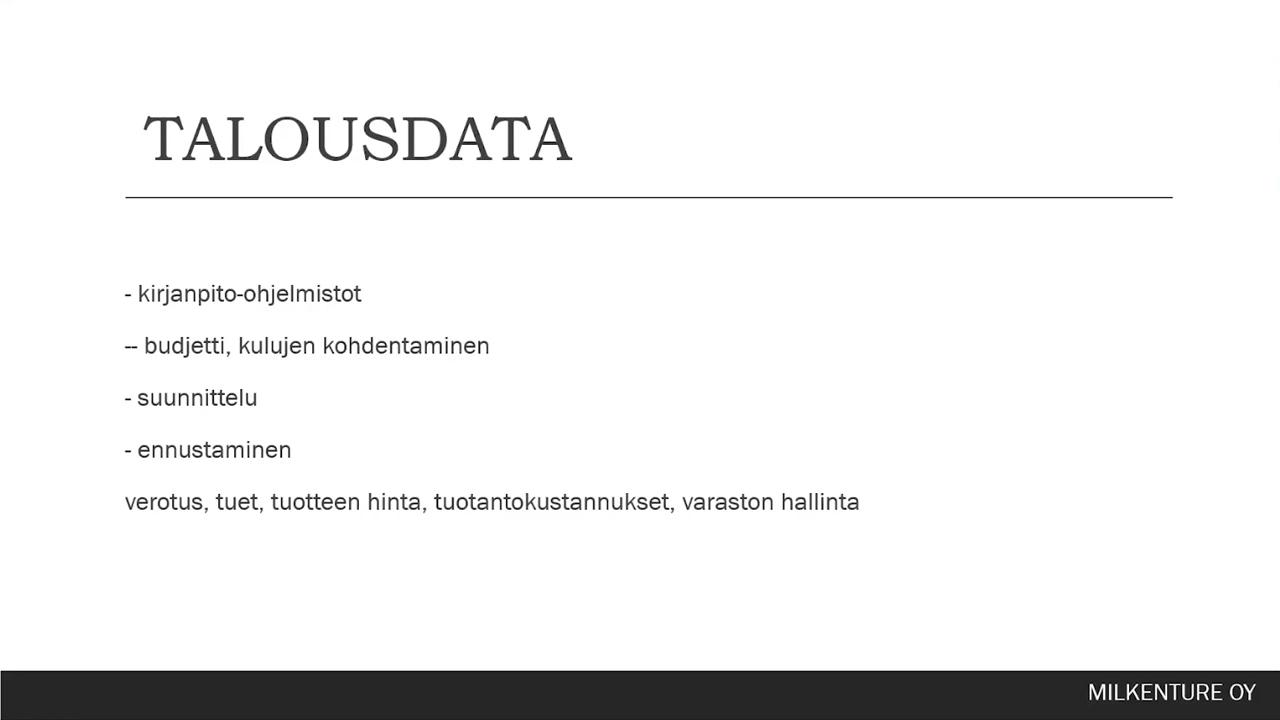 TALOUSDATA
- kirjanpito-ohjelmistot
-- budjetti, kulujen kohdentaminen
- suunnittelu
- ennustaminen
verotus, tuet, tuotteen hinta, tuotantokustannukset, varaston hallinta
MILKENTURE OY